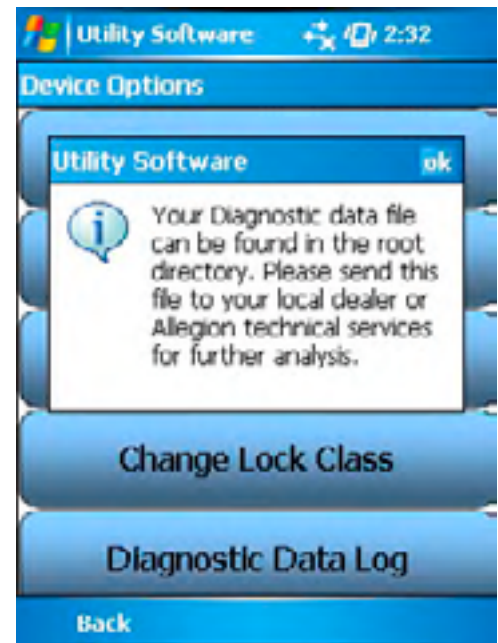 Utility Software 2:32
Device Options
Utility Software ok
Your Diagnostic data file
can be found in the root
directory. Please send this
file to your local dealer or
Allegion technical services
for further analysis.
Change Lock Class
Diagnostic Data Log
Back